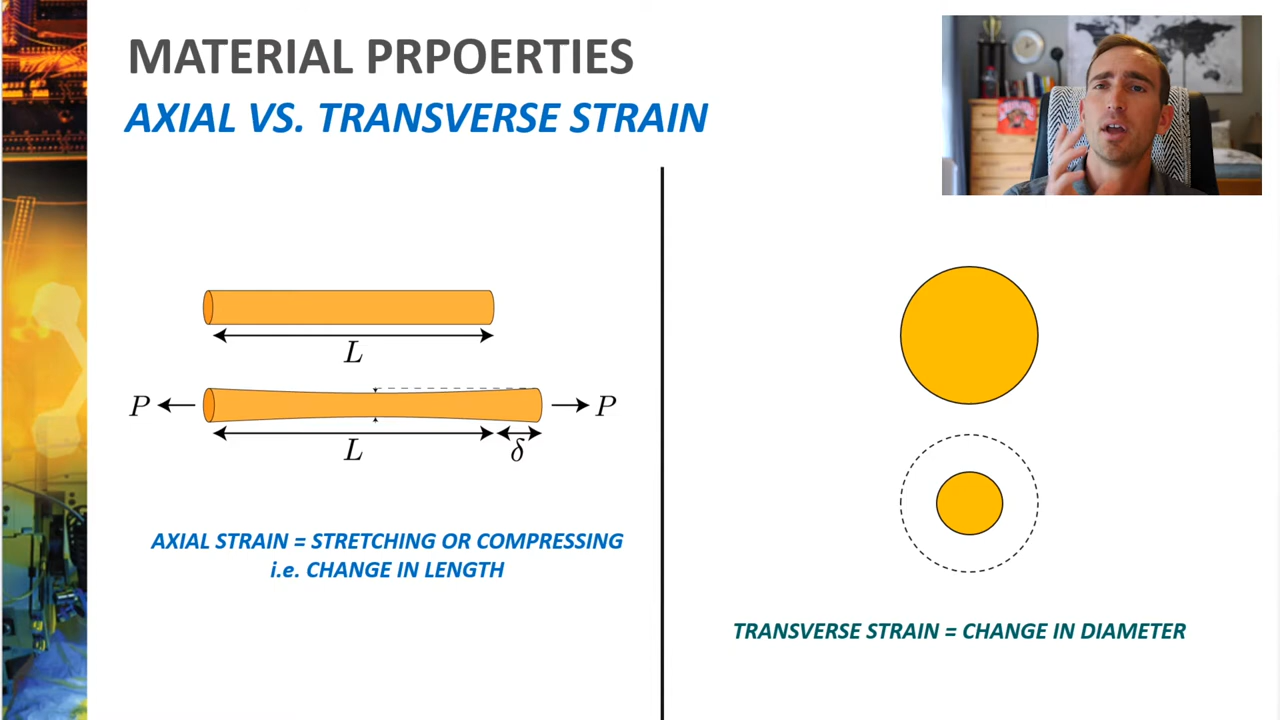 MATERIAL PRPOERTIES
AXIAL VS. TRANSVERSE STRAIN
L
P
P
L
δ
AXIAL STRAIN = STRETCHING OR COMPRESSING
i.e. CHANGE IN LENGTH
TRANSVERSE STRAIN = CHANGE IN DIAMETER